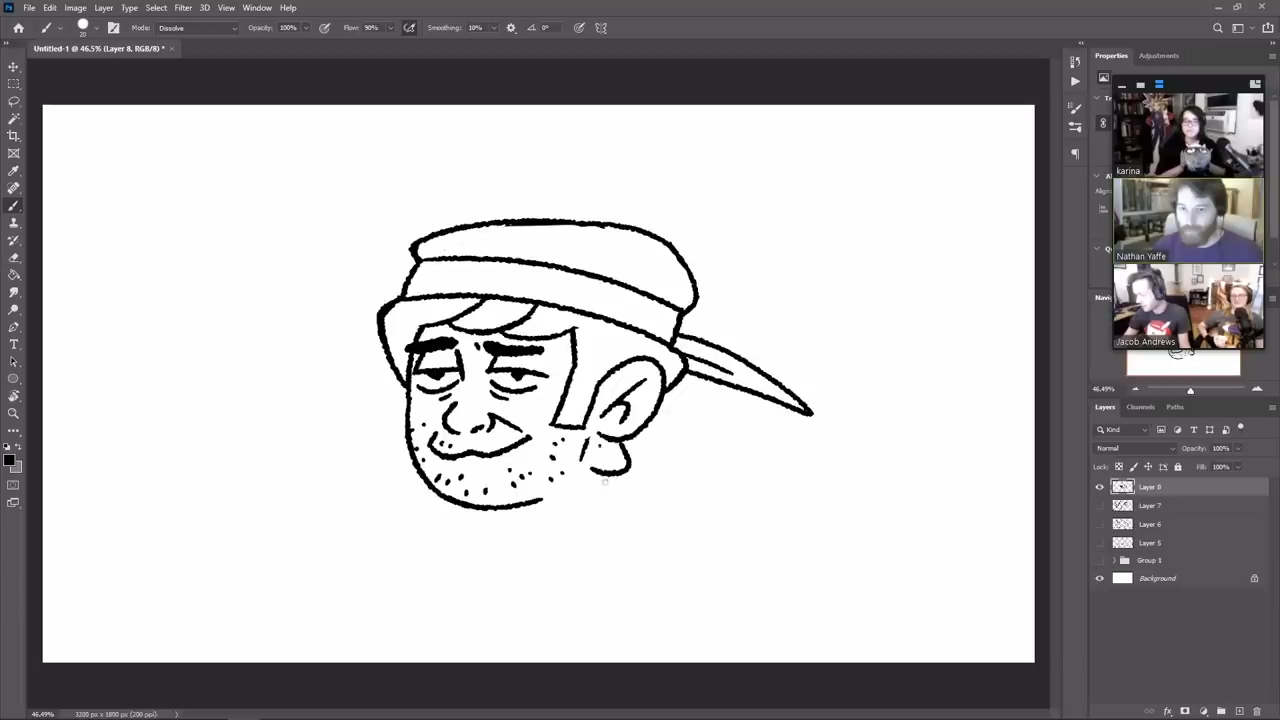 File Edit Image Layer Type Select Filter 3D View Window Help
20 Mode: Dissolve Opacity: 100% Flow: 90% Smoothing: 10% 0°
Untitled-1 @ 46.5% (Layer 8, RGB/8) *
Properties Adjustments
karina
Nathan Yaffe
Jacob Andrews
46.49%
Layers Channels Paths
Kind
Normal Opacity: 100%
Lock: Fill: 100%
Layer 8
Layer 7
Layer 6
Layer 5
Group 1
Background
46.49% 3200 px x 1800 px (200 ppi)